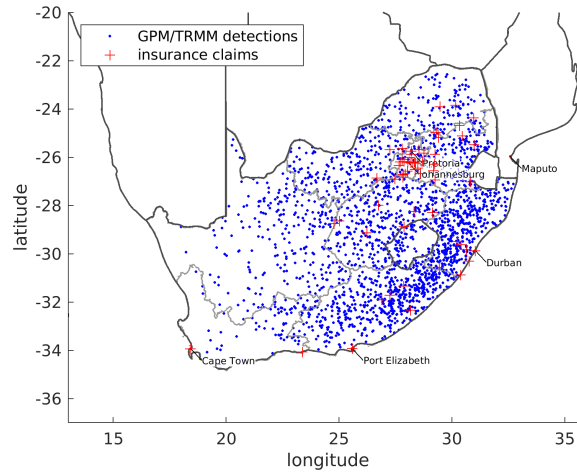 -20
GPM/TRMM detections
insurance claims
-22
-24
-26
Pretoria
Johannesburg
Maputo
-28
latitude
-30
Durban
-32
-34
Cape Town
Port Elizabeth
-36
15
20
25
30
35
longitude